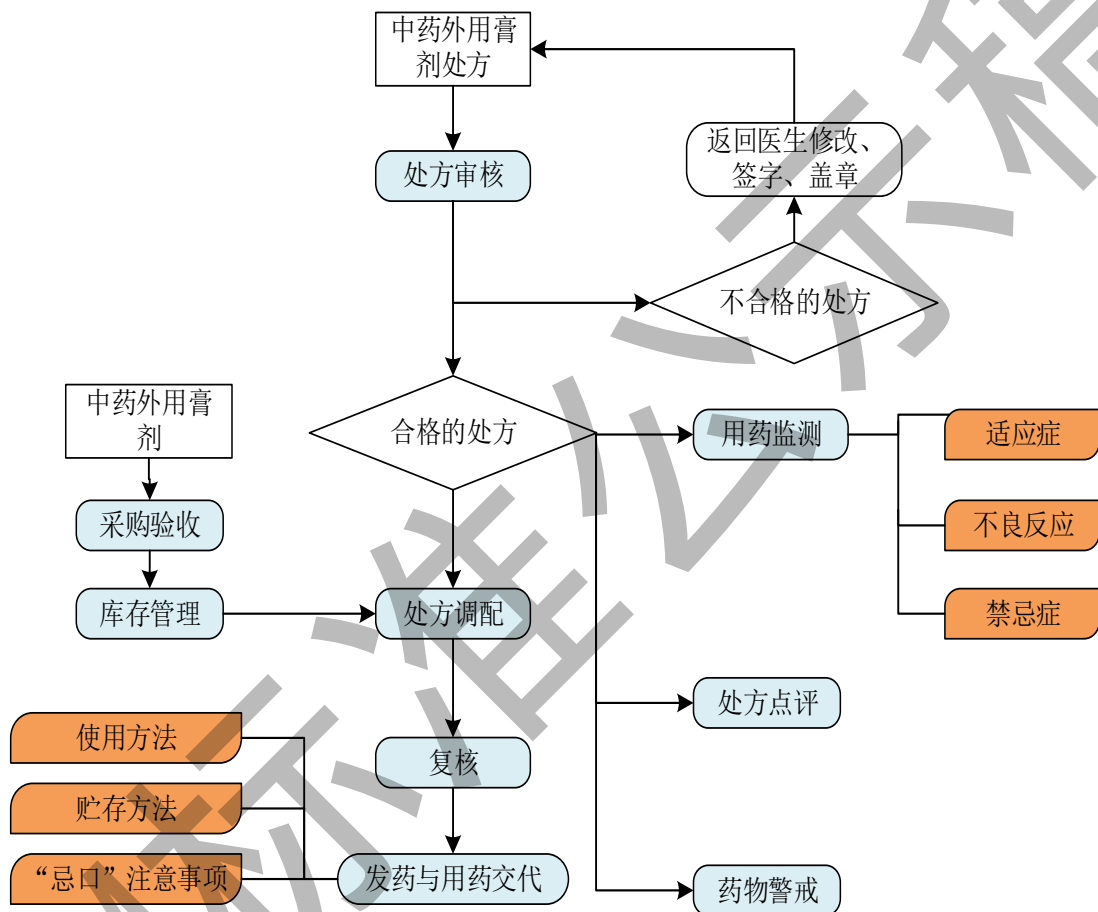 中药外用膏
剂处方
返回医生修改、
签字、盖章
处方审核
不合格的处方
中药外用膏
剂
合格的处方
用药监测
适应症
采购验收
不良反应
库存管理
处方调配
禁忌症
处方点评
使用方法
复核
贮存方法
“忌口”注意事项
发药与用药交代
药物警戒
标准公示稿